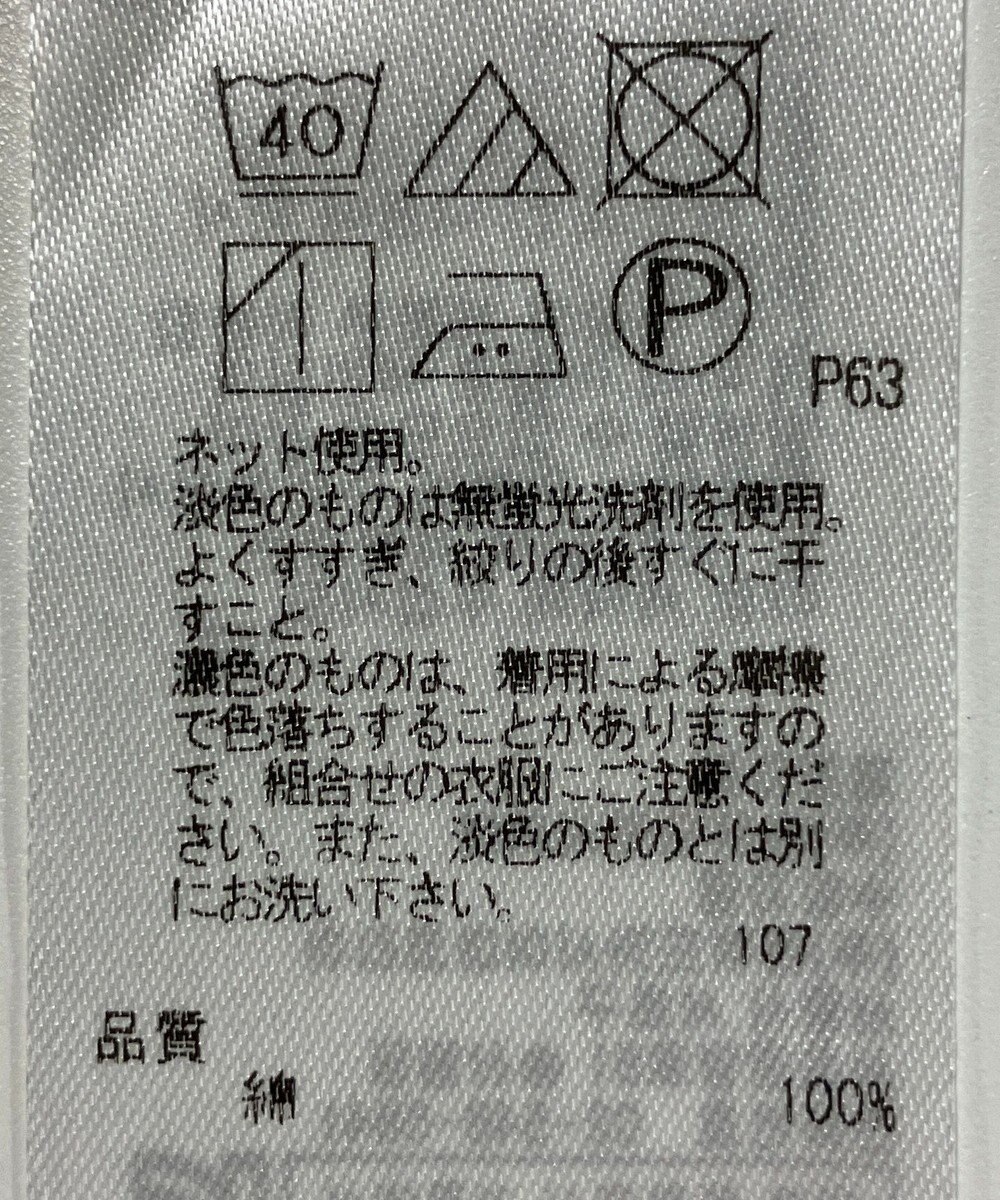 40
P
P63
ネット使用。
淡色のものは無蛍光洗剤を使用。
よくすすぎ、絞りの後すぐに干
すこと。
濃色のものは、着用による摩擦
で色落ちすることがありますの
で、組合せの衣服にご注意くだ
さい。また、淡色のものとは別
にお洗い下さい。
107
品質
綿 100%